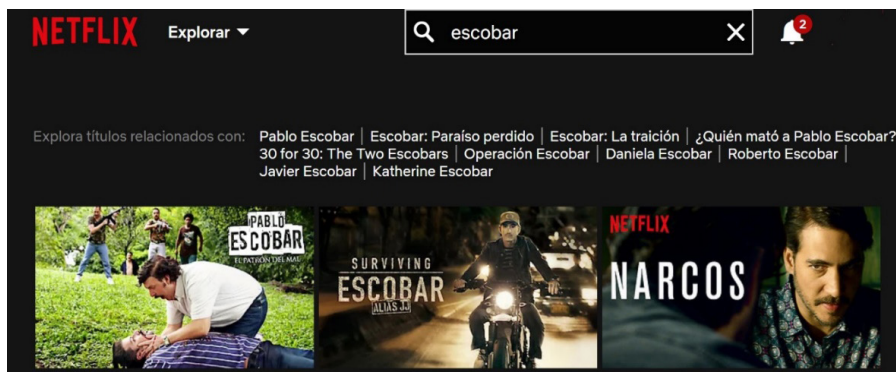 NETFLIX Explorar escobar 2
Explora títulos relacionados con: Pablo Escobar | Escobar: Paraíso perdido | Escobar: La traición | ¿Quién mató a Pablo Escobar?
30 for 30: The Two Escobars | Operación Escobar | Daniela Escobar | Roberto Escobar |
Javier Escobar | Katherine Escobar
PABLO
ESCOBAR
EL PATRÓN DEL MAL
SURVIVING
ESCOBAR
ALIAS JJ
NETFLIX
NARCOS